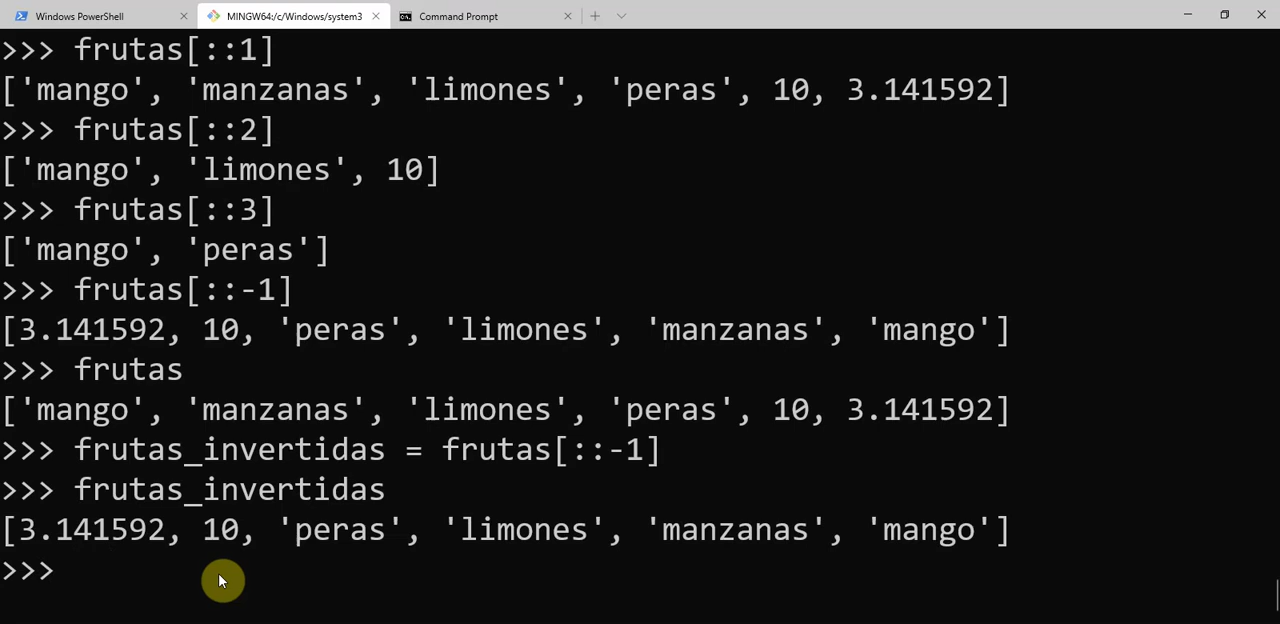 Windows PowerShell
MINGW64:/c/Windows/system3
Command Prompt
>>> frutas[::1]
['mango', 'manzanas', 'limones', 'peras', 10, 3.141592]
>>> frutas[::2]
['mango', 'limones', 10]
>>> frutas[::3]
['mango', 'peras']
>>> frutas[::-1]
[3.141592, 10, 'peras', 'limones', 'manzanas', 'mango']
>>> frutas
['mango', 'manzanas', 'limones', 'peras', 10, 3.141592]
>>> frutas_invertidas = frutas[::-1]
>>> frutas_invertidas
[3.141592, 10, 'peras', 'limones', 'manzanas', 'mango']
>>>